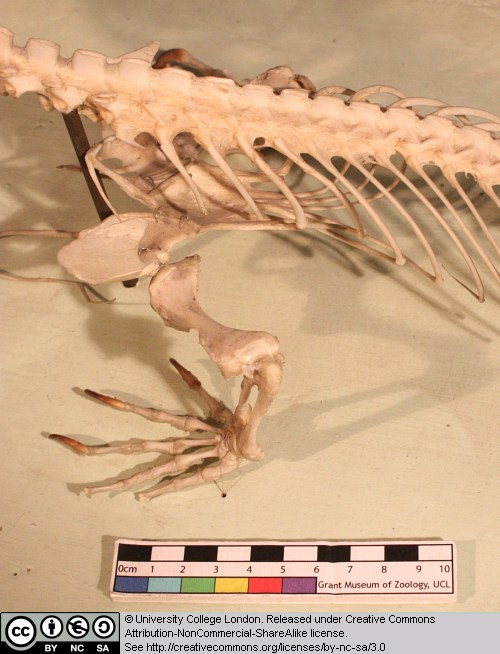 0cm 1 2 3 4 5 6 7 8 9 10
Grant Museum of Zoology, UCL
cc BY NC SA
© University College London. Released under Creative Commons
Attribution-NonCommercial-ShareAlike license.
See http://creativecommons.org/licenses/by-nc-sa/3.0